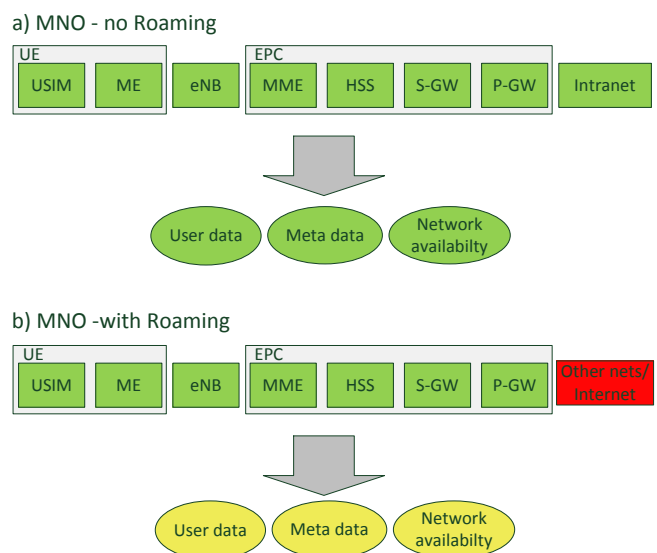 a) MNO - no Roaming
UE
EPC
USIM ME eNB MME HSS S-GW P-GW Intranet
User data Meta data Network
availabilty
b) MNO -with Roaming
UE
EPC
USIM ME eNB MME HSS S-GW P-GW Other nets/
Internet
User data Meta data Network
availabilty